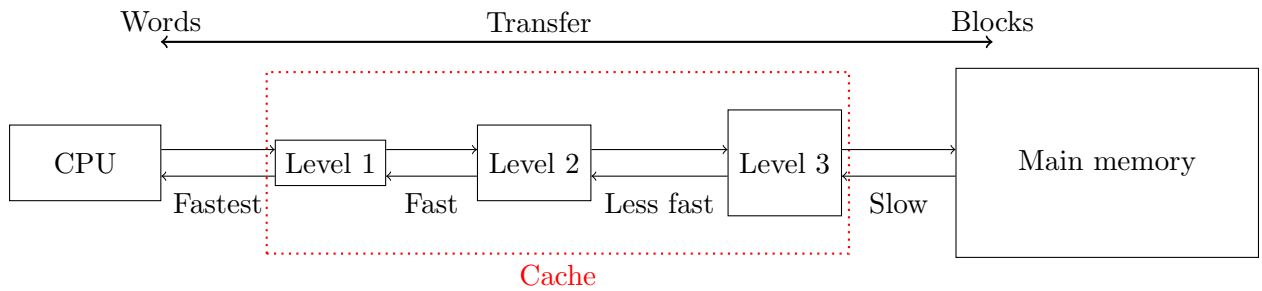 Words Transfer Blocks
CPU Level 1 Level 2 Level 3 Main memory
Fastest Fast Less fast Slow
Cache